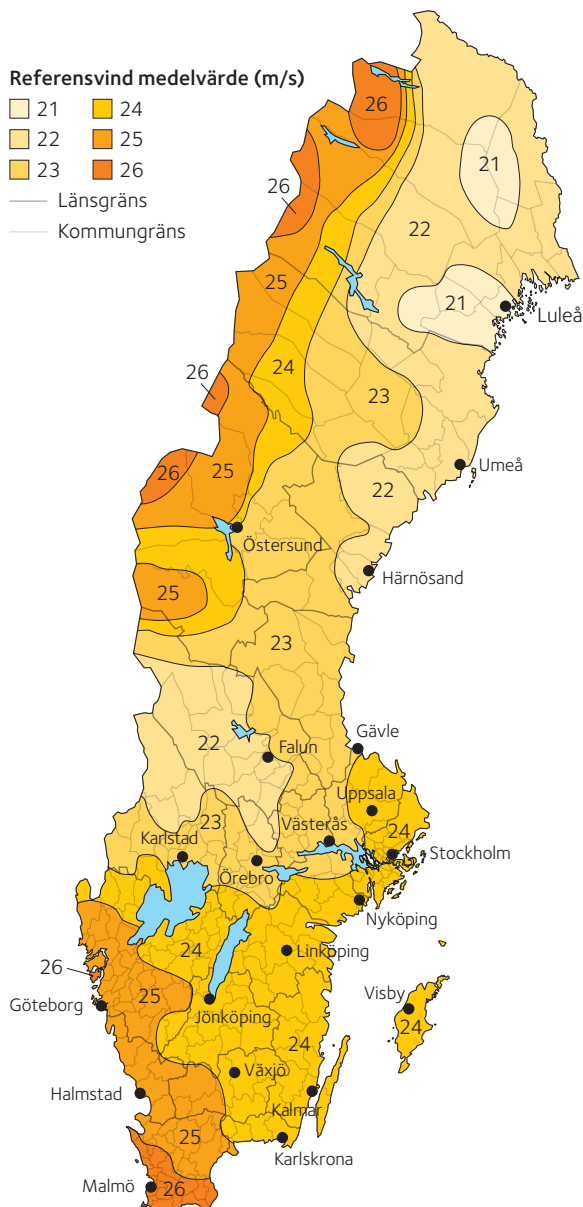 Referensvind medelvärde (m/s)
21 24
22 25
23 26
Länsgräns
Kommungräns
26
21
26
22
25
21
Luleå
24
26
23
25
26
Umeå
22
Östersund
Härnösand
25
23
Gävle
22
Falun
Uppsala
23
Västerås
24
Karlstad
Stockholm
Örebro
Nyköping
24
Linköping
26
25
Visby
Göteborg
Jönköping
24
24
Växjö
Halmstad
Kalmar
25
Karlskrona
Malmö
26